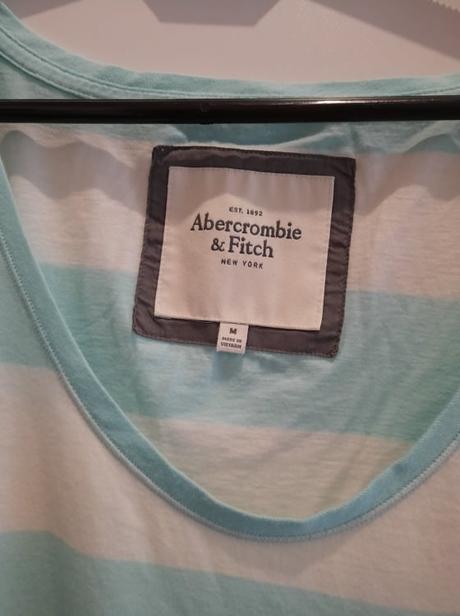 EST. 1892
Abercrombie
& Fitch
NEW YORK
M
MADE IN
VIETNAM